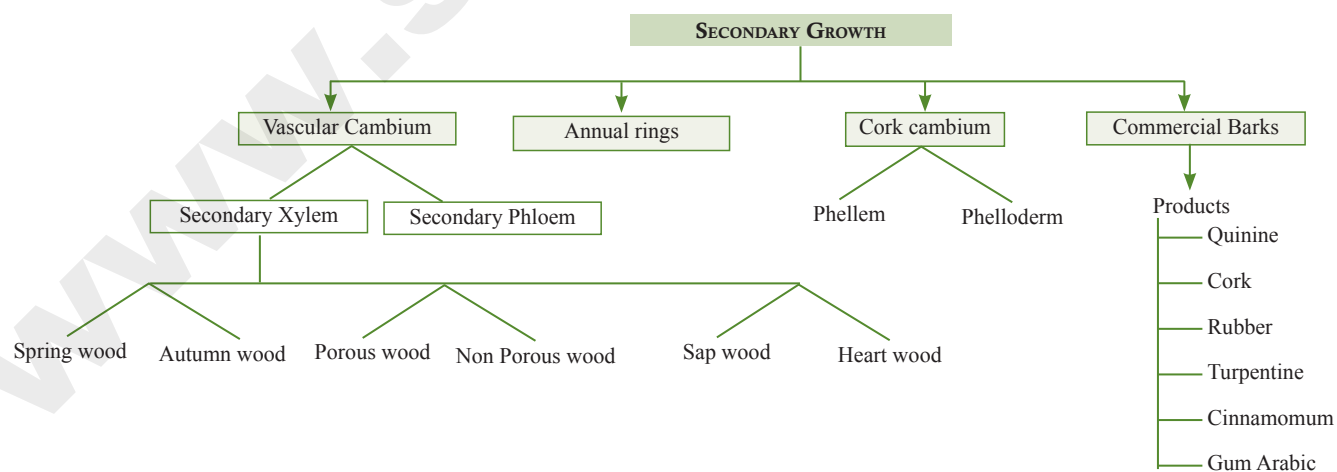 SECONDARY GROWTH
Vascular Cambium
Annual rings
Cork cambium
Commercial Barks
Secondary Xylem
Secondary Phloem
Phellem
Phelloderm
Products
Quinine
Cork
Rubber
Turpentine
Cinnamomum
Gum Arabic
Spring wood
Autumn wood
Porous wood
Non Porous wood
Sap wood
Heart wood
www.s